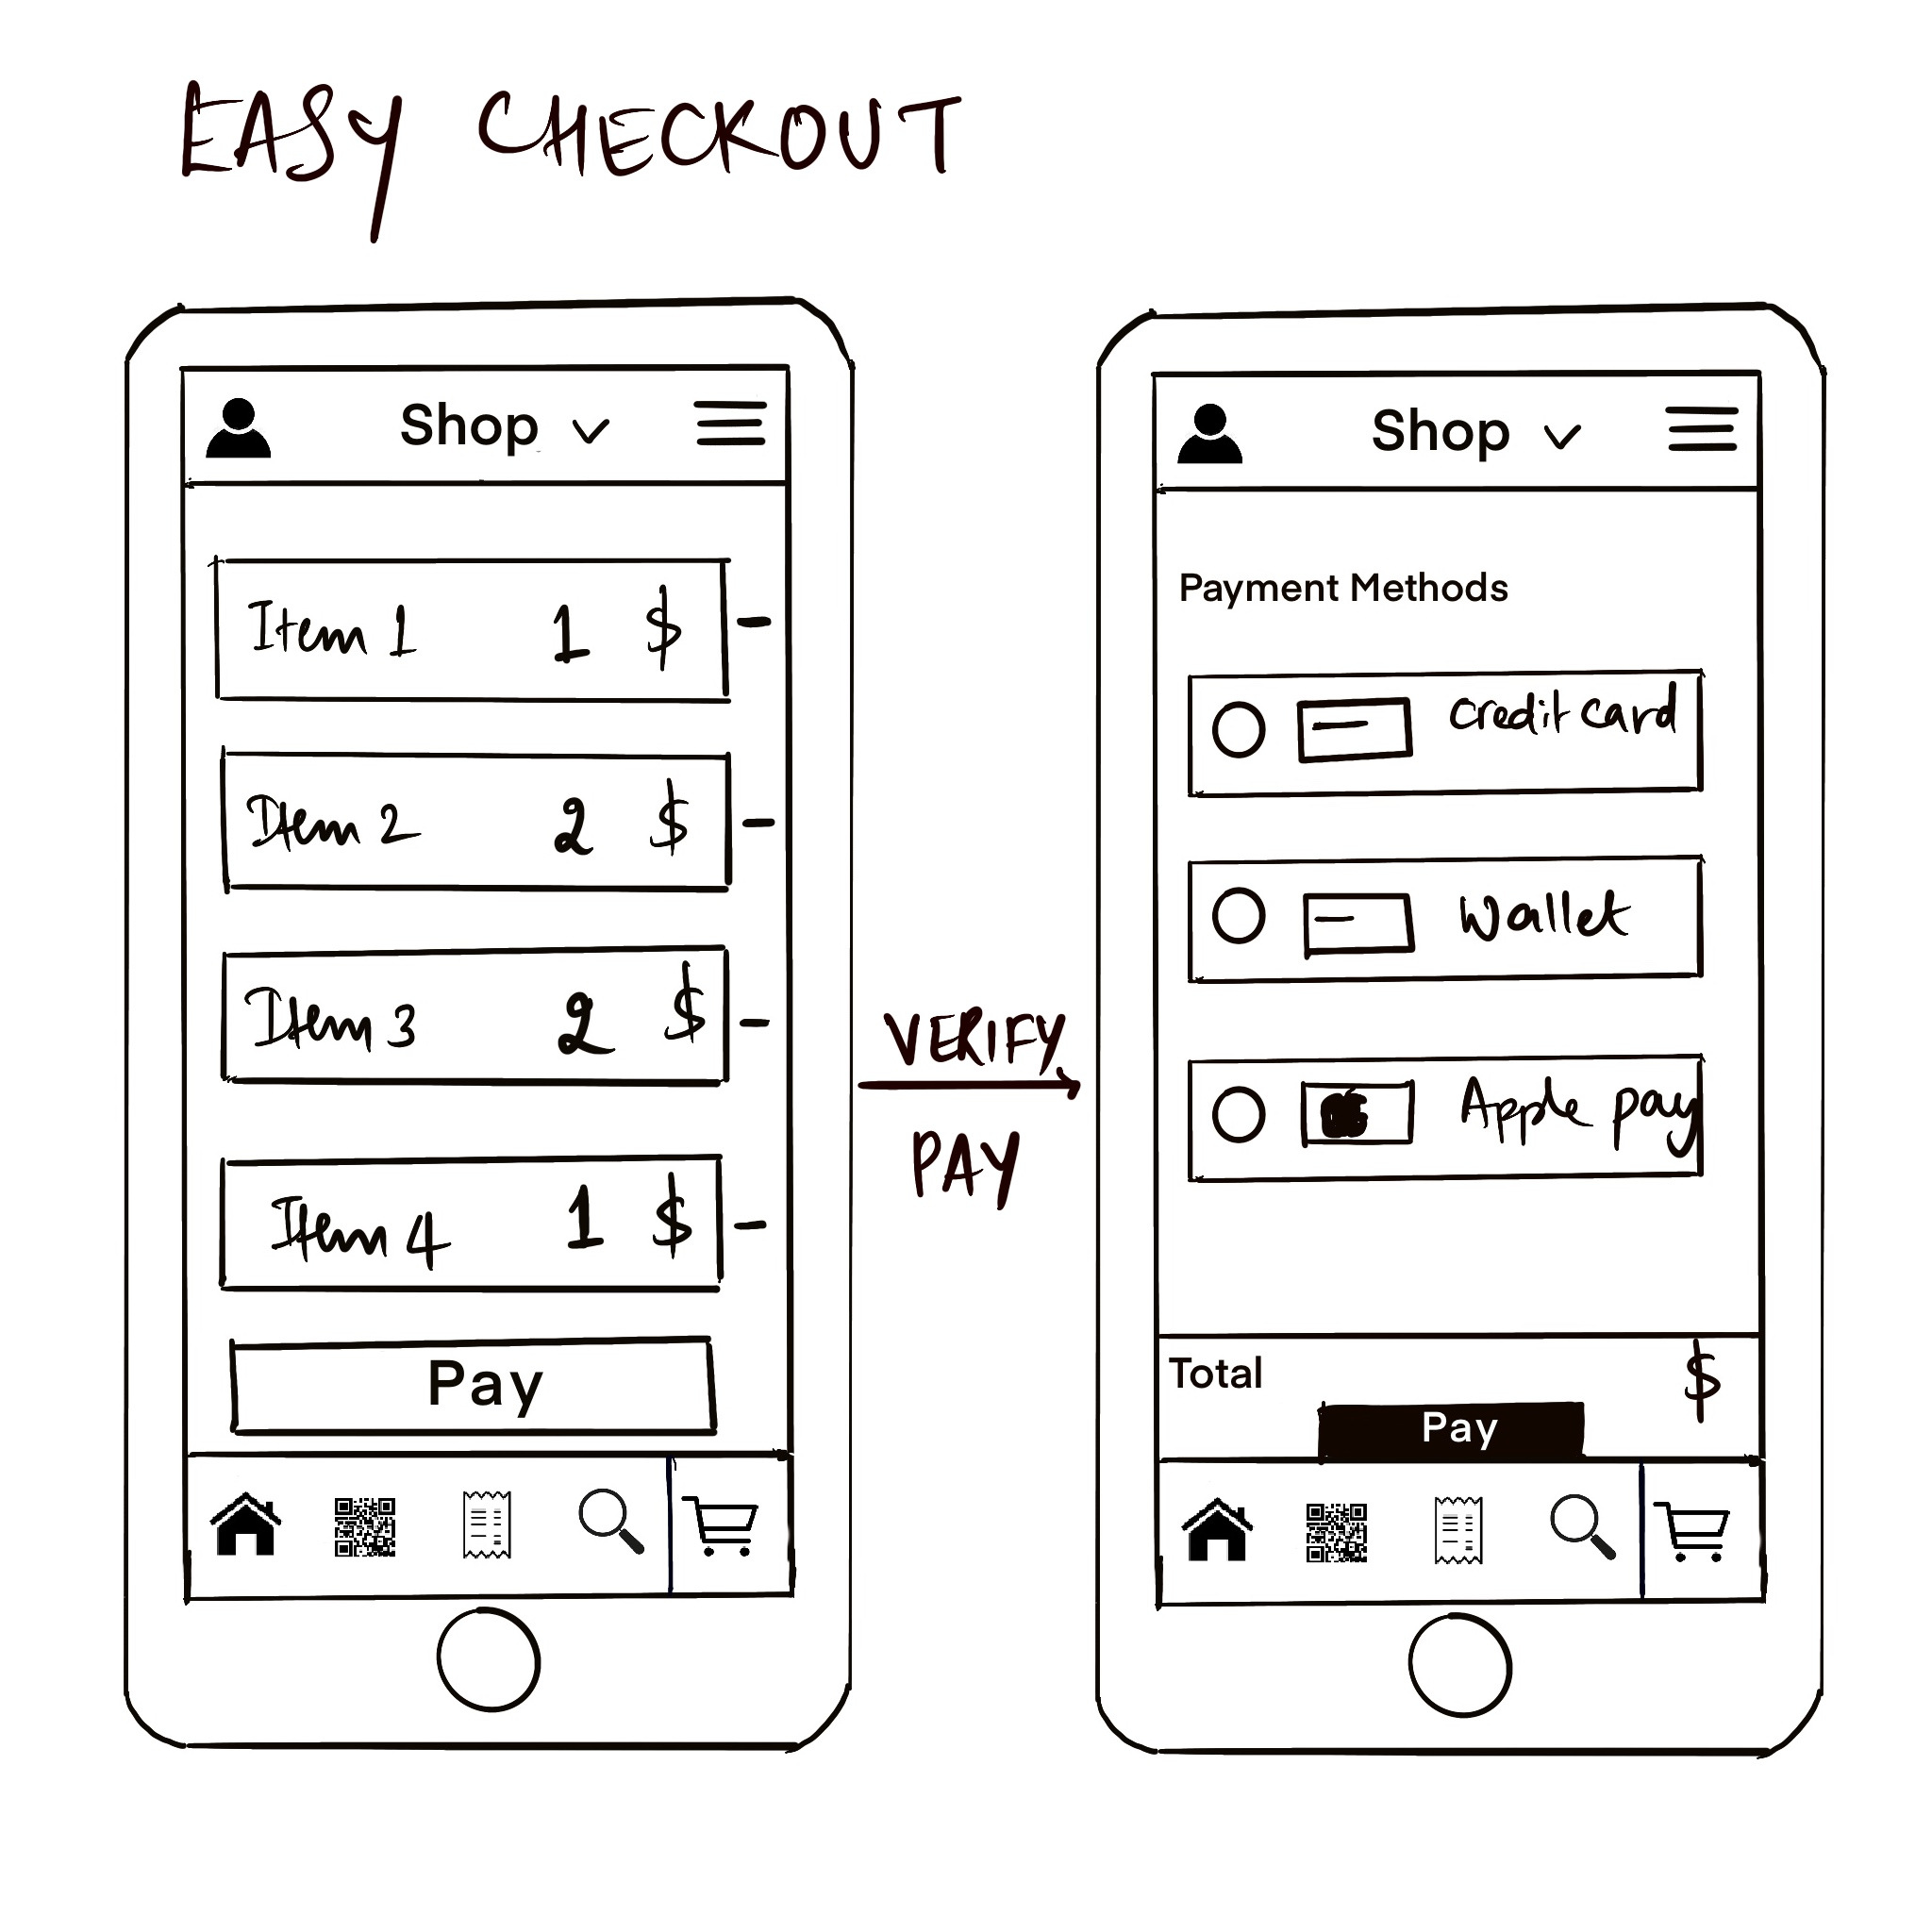 EASY CHECKOUT
Shop
Item 1 1 $ -
Item 2 2 $ -
Item 3 2 $ -
Item 4 1 $ -
Pay
VERIFY
PAY
Shop
Payment Methods
Credit card
Wallet
Apple pay
Total $
Pay